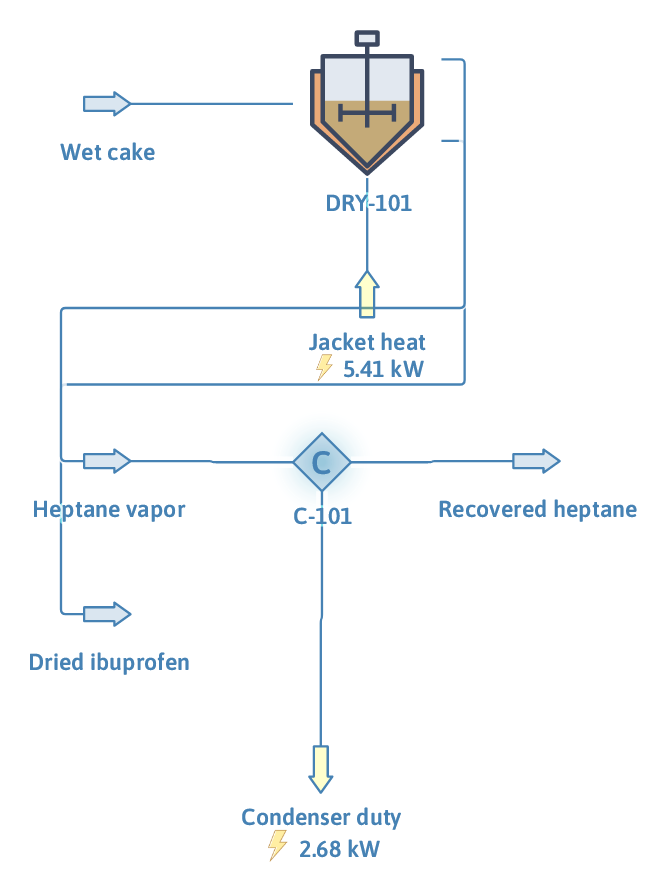 Wet cake
DRY-101
Jacket heat
5.41 kW
C
Heptane vapor
C-101
Recovered heptane
Dried ibuprofen
Condenser duty
2.68 kW